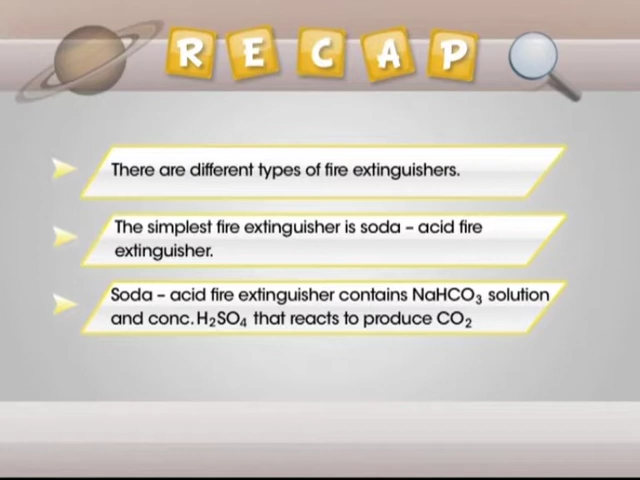 RECAP
There are different types of fire extinguishers.
The simplest fire extinguisher is soda – acid fire
extinguisher.
Soda – acid fire extinguisher contains NaHCO₃ solution
and conc. H₂SO₄ that reacts to produce CO₂